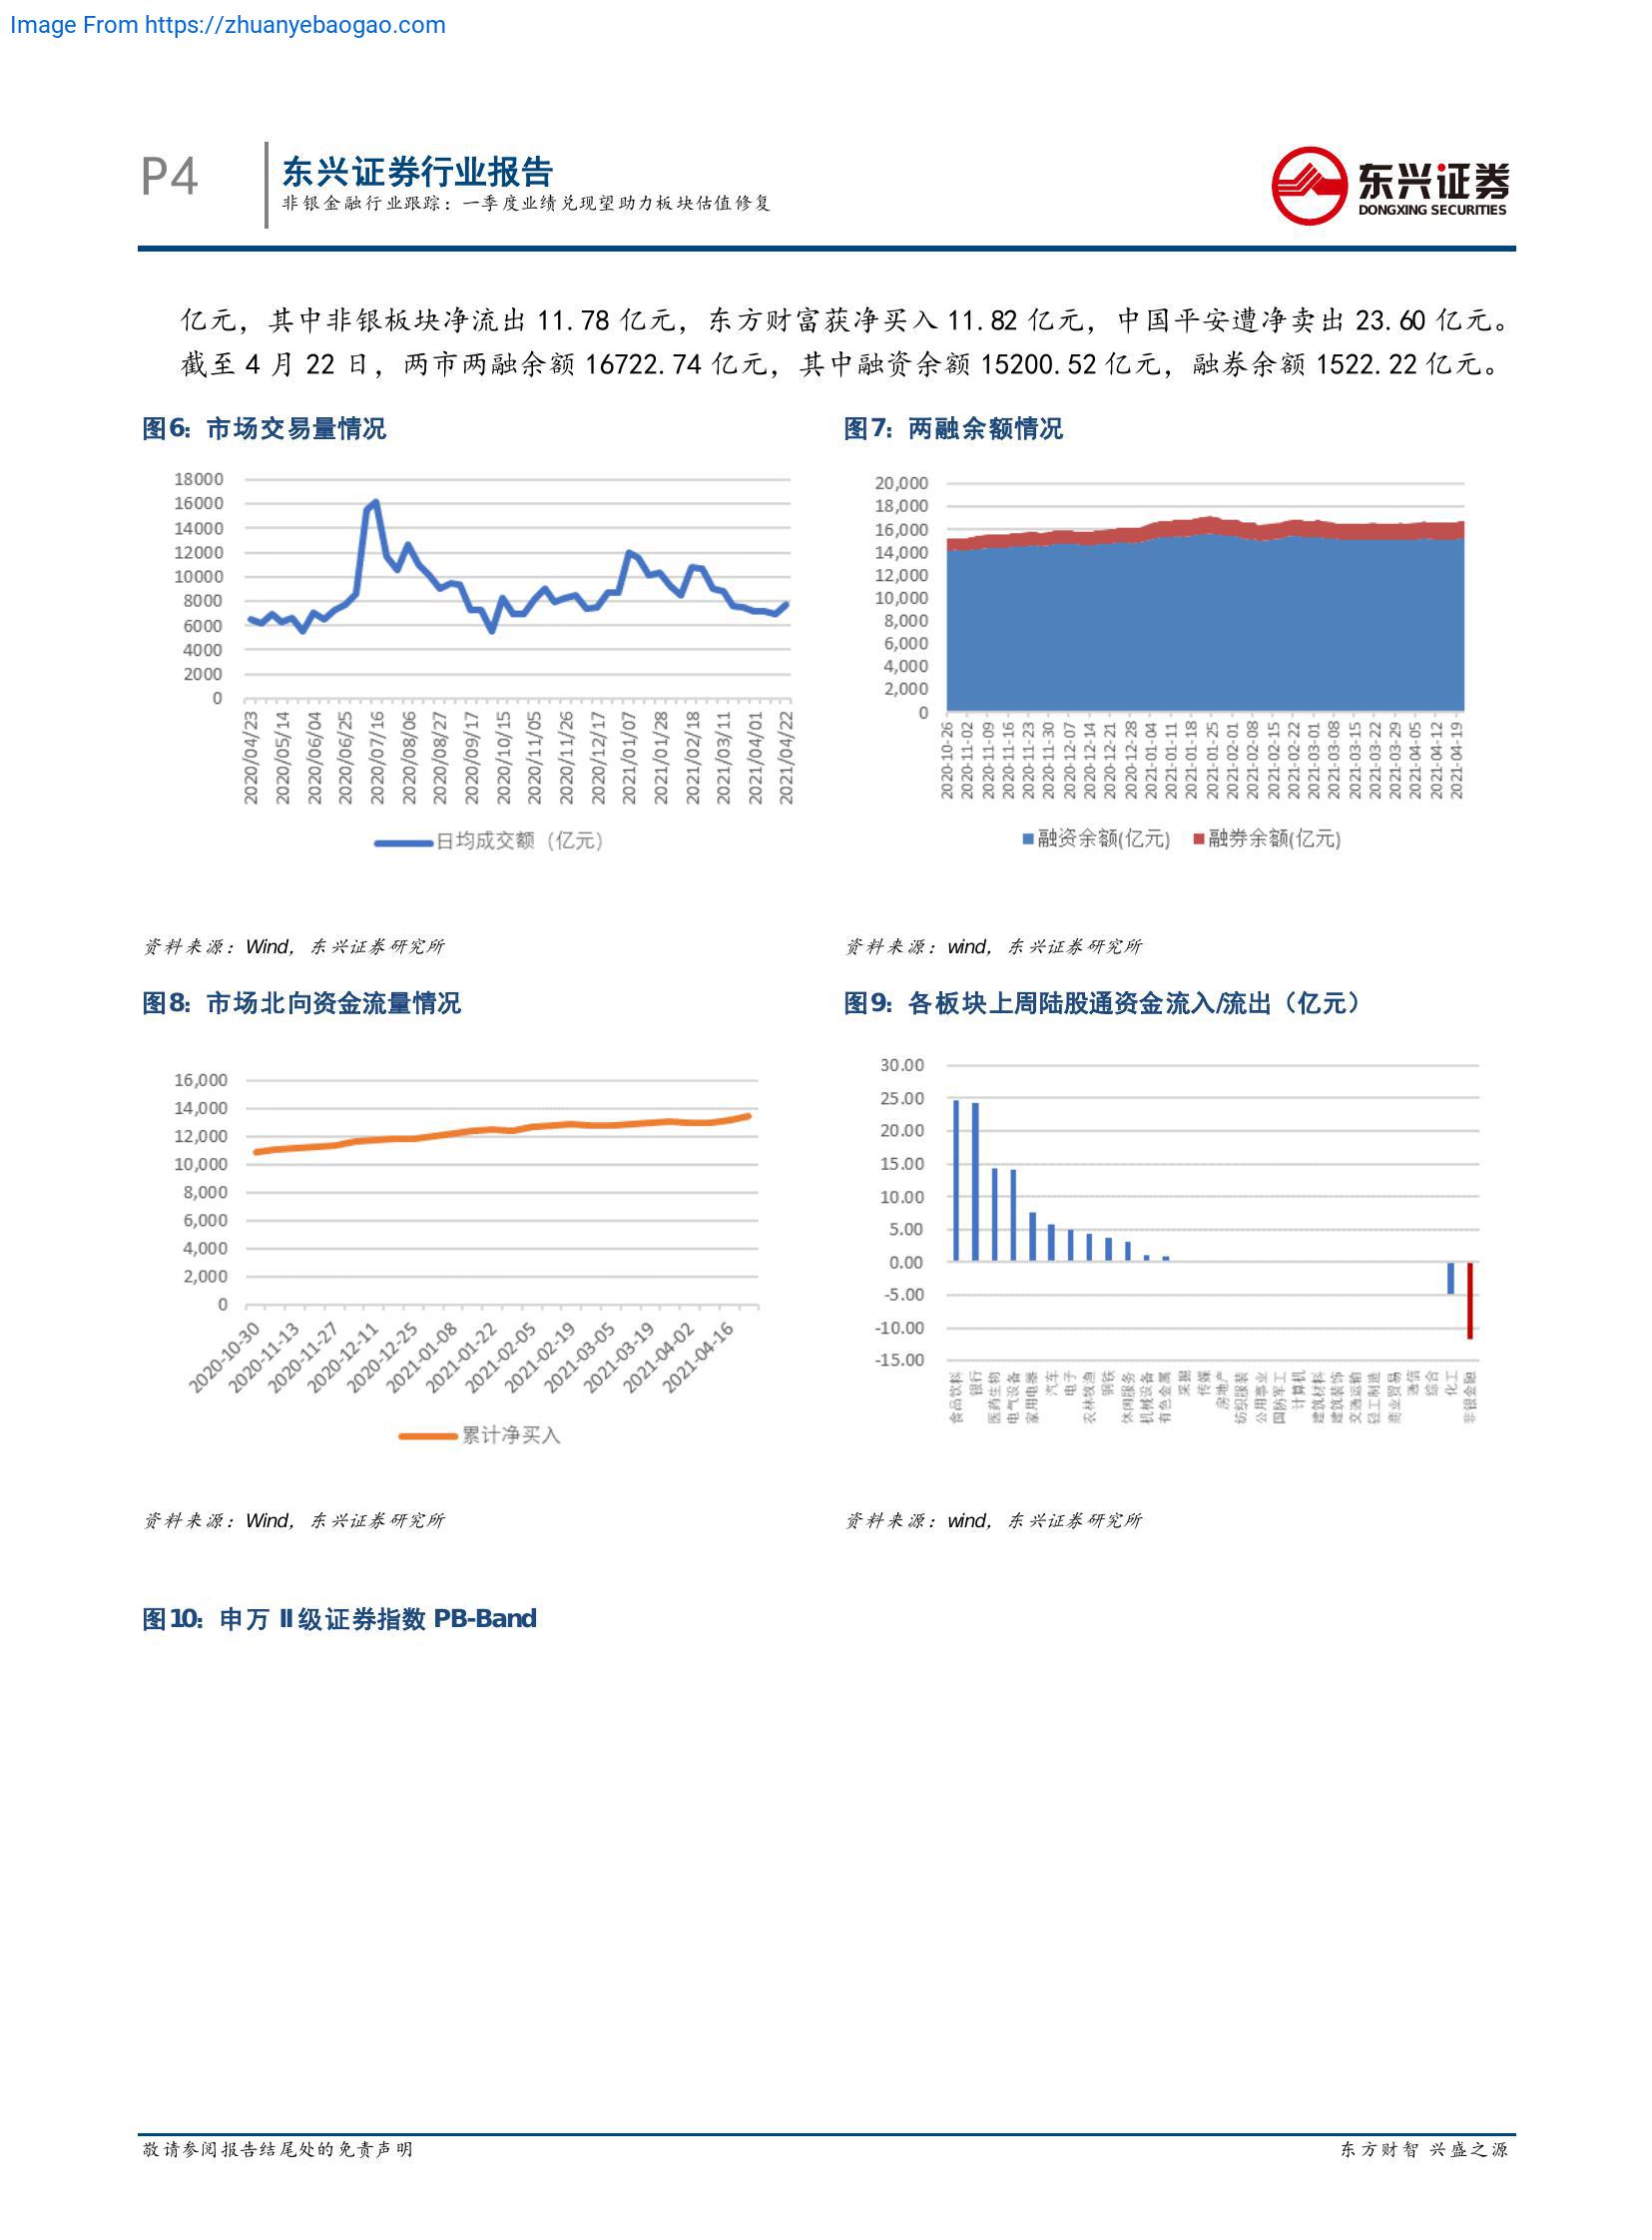 Image From https://zhuanyebaogao.com
P4
东兴证券行业报告
非银金融行业跟踪：一季度业绩兑现望助力板块估值修复
东兴证券
DONGXING SECURITIES
亿元，其中非银板块净流出 11.78 亿元，东方财富获净买入 11.82 亿元，中国平安遭净卖出 23.60 亿元。
截至 4 月 22 日，两市两融余额 16722.74 亿元，其中融资余额 15200.52 亿元，融券余额 1522.22 亿元。
图6：市场交易量情况
18000
16000
14000
12000
10000
8000
6000
4000
2000
0
2020/04/23
2020/05/14
2020/06/04
2020/06/25
2020/07/16
2020/08/06
2020/08/27
2020/09/17
2020/10/15
2020/11/05
2020/11/26
2020/12/17
2021/01/07
2021/01/28
2021/02/18
2021/03/11
2021/04/01
2021/04/22
日均成交额（亿元）
资料来源：Wind，东兴证券研究所
图7：两融余额情况
20,000
18,000
16,000
14,000
12,000
10,000
8,000
6,000
4,000
2,000
0
2020-10-26
2020-11-02
2020-11-09
2020-11-16
2020-11-23
2020-11-30
2020-12-07
2020-12-14
2020-12-21
2020-12-28
2021-01-04
2021-01-11
2021-01-18
2021-01-25
2021-02-01
2021-02-08
2021-02-15
2021-02-22
2021-03-01
2021-03-08
2021-03-15
2021-03-22
2021-03-29
2021-04-05
2021-04-12
2021-04-19
融资余额(亿元) 融券余额(亿元)
资料来源：wind，东兴证券研究所
图8：市场北向资金流量情况
16,000
14,000
12,000
10,000
8,000
6,000
4,000
2,000
0
2020-10-30
2020-11-13
2020-11-27
2020-12-11
2020-12-25
2021-01-08
2021-01-22
2021-02-05
2021-02-19
2021-03-05
2021-03-19
2021-04-02
2021-04-16
累计净买入
资料来源：Wind，东兴证券研究所
图9：各板块上周陆股通资金流入/流出（亿元）
30.00
25.00
20.00
15.00
10.00
5.00
0.00
-5.00
-10.00
-15.00
食品饮料
银行
医药生物
电气设备
家用电器
汽车
电子
农林牧渔
钢铁
休闲服务
机械设备
有色金属
采掘
传媒
房地产
纺织服装
公用事业
国防军工
计算机
建筑材料
建筑装饰
交通运输
轻工制造
商业贸易
通信
综合
化工
非银金融
资料来源：wind，东兴证券研究所
图10：申万 II 级证券指数 PB-Band
敬请参阅报告结尾处的免责声明
东方财智 兴盛之源